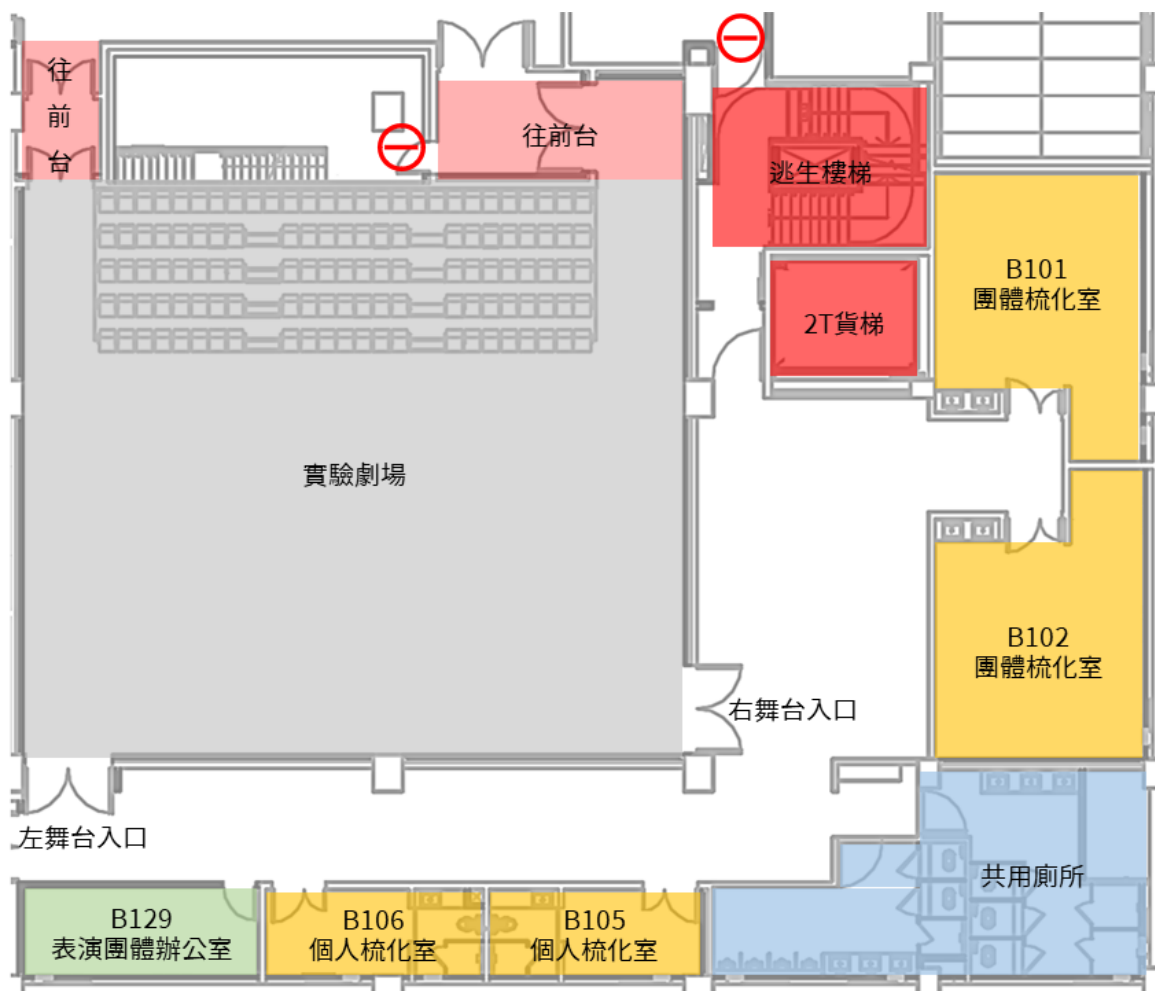 往
前
台
往前台
逃生樓梯
2T貨梯
B101
團體梳化室
實驗劇場
B102
團體梳化室
右舞台入口
左舞台入口
共用廁所
B129
表演團體辦公室
B106
個人梳化室
B105
個人梳化室